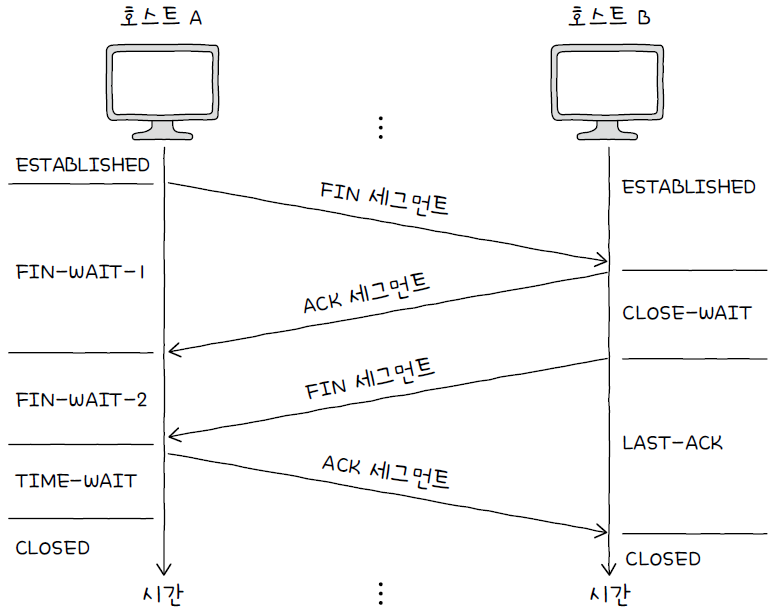 호스트 A
호스트 B
ESTABLISHED
FIN 세그먼트
ESTABLISHED
FIN-WAIT-1
ACK 세그먼트
CLOSE-WAIT
FIN 세그먼트
FIN-WAIT-2
LAST-ACK
ACK 세그먼트
TIME-WAIT
CLOSED
CLOSED
시간
시간